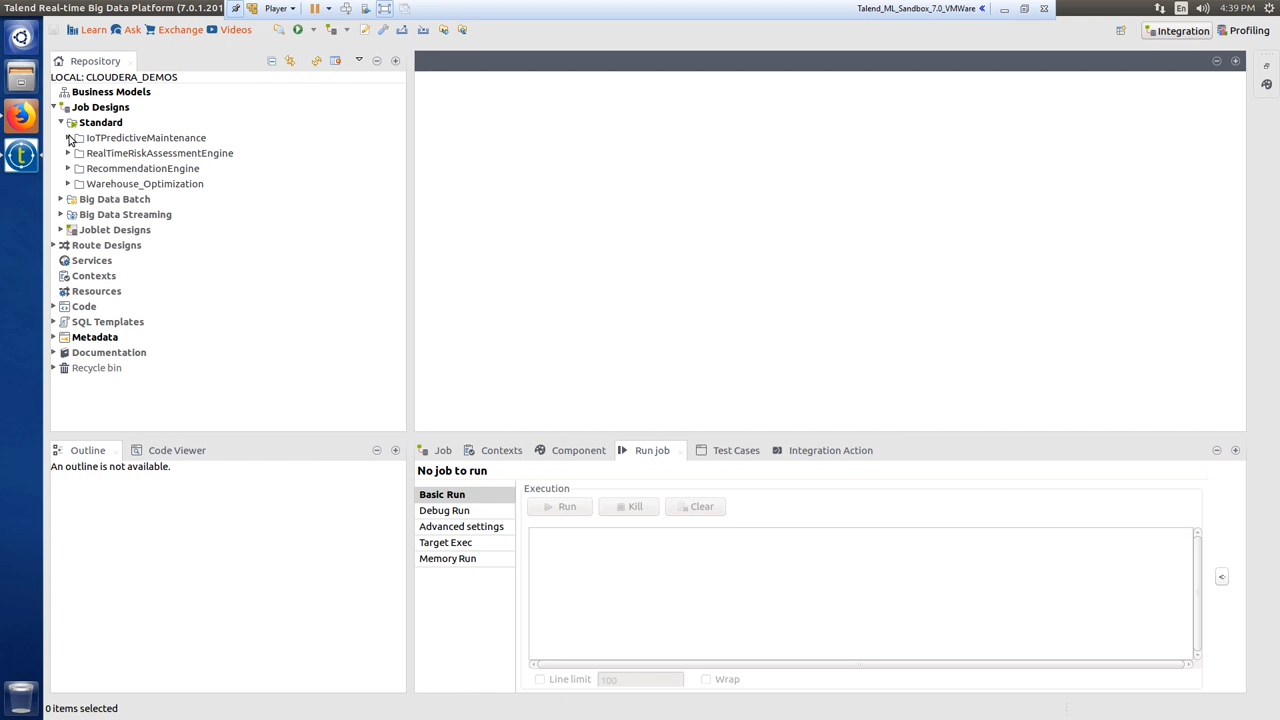 Talend Real-time Big Data Platform (7.0.1.201
Player
Talend_ML_Sandbox_7.0_VMWare
En
4:39 PM
Learn Ask Exchange Videos
Integration Profiling
Repository
LOCAL: CLOUDERA_DEMOS
Business Models
Job Designs
Standard
IoTPredictiveMaintenance
RealTimeRiskAssessmentEngine
RecommendationEngine
Warehouse_Optimization
Big Data Batch
Big Data Streaming
Joblet Designs
Route Designs
Services
Contexts
Resources
Code
SQL Templates
Metadata
Documentation
Recycle bin
Outline Code Viewer
An outline is not available.
Job Contexts Component Run job Test Cases Integration Action
No job to run
Basic Run
Debug Run
Advanced settings
Target Exec
Memory Run
Execution
Run Kill Clear
Line limit 100 Wrap
0 items selected